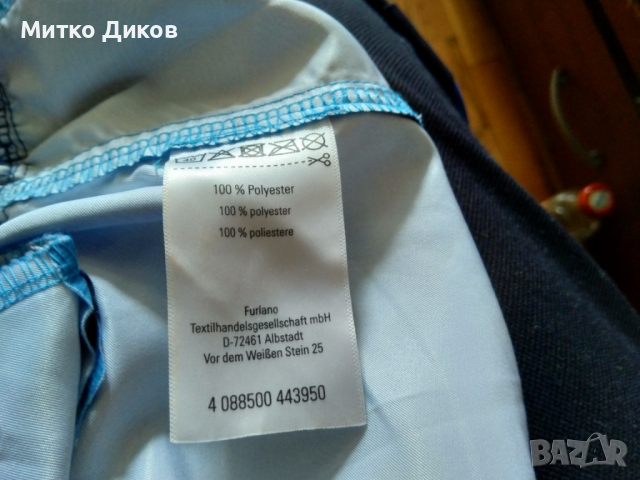 Митко Диков
100 % Polyester
100 % polyester
100 % poliestere
Furlano
Textilhandelsgesellschaft mbH
D-72461 Albstadt
Vor dem Weißen Stein 25
4 088500 443950
BAZAR